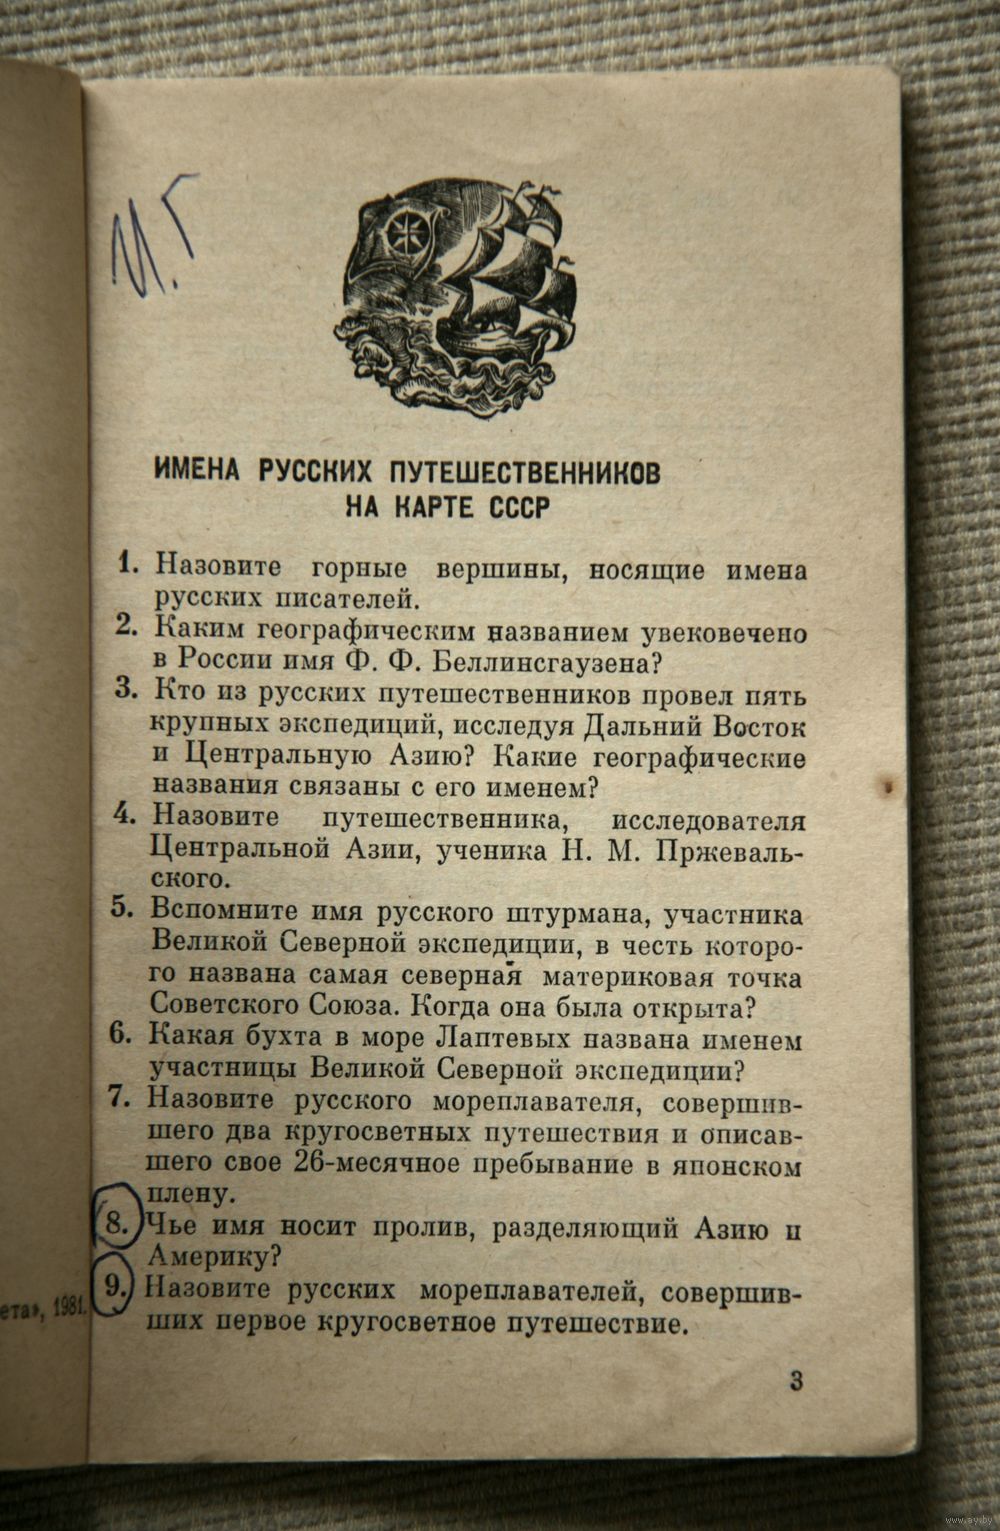 И.Г
ИМЕНА РУССКИХ ПУТЕШЕСТВЕННИКОВ
НА КАРТЕ СССР
1. Назовите горные вершины, носящие имена
русских писателей.
2. Каким географическим названием увековечено
в России имя Ф. Ф. Беллинсгаузена?
3. Кто из русских путешественников провел пять
крупных экспедиций, исследуя Дальний Восток
и Центральную Азию? Какие географические
названия связаны с его именем?
4. Назовите путешественника, исследователя
Центральной Азии, ученика Н. М. Пржеваль-
ского.
5. Вспомните имя русского штурмана, участника
Великой Северной экспедиции, в честь которо-
го названа самая северная материковая точка
Советского Союза. Когда она была открыта?
6. Какая бухта в море Лаптевых названа именем
участницы Великой Северной экспедиции?
7. Назовите русского мореплавателя, совершив-
шего два кругосветных путешествия и описав-
шего свое 26-месячное пребывание в японском
плену.
8. Чье имя носит пролив, разделяющий Азию и
Америку?
9. Назовите русских мореплавателей, совершив-
ших первое кругосветное путешествие.
ета», 1981.
3
www.ay.by